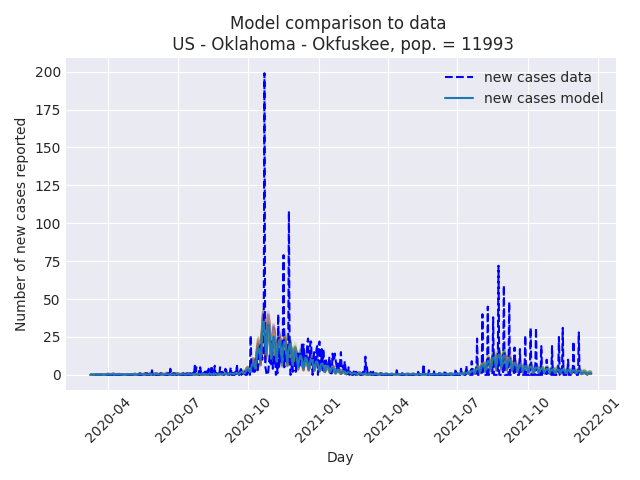 Model comparison to data
US - Oklahoma - Okfuskee, pop. = 11993
Number of new cases reported
200
175
150
125
100
75
50
25
0
new cases data
new cases model
2020-04
2020-07
2020-10
2021-01
2021-04
2021-07
2021-10
2022-01
Day